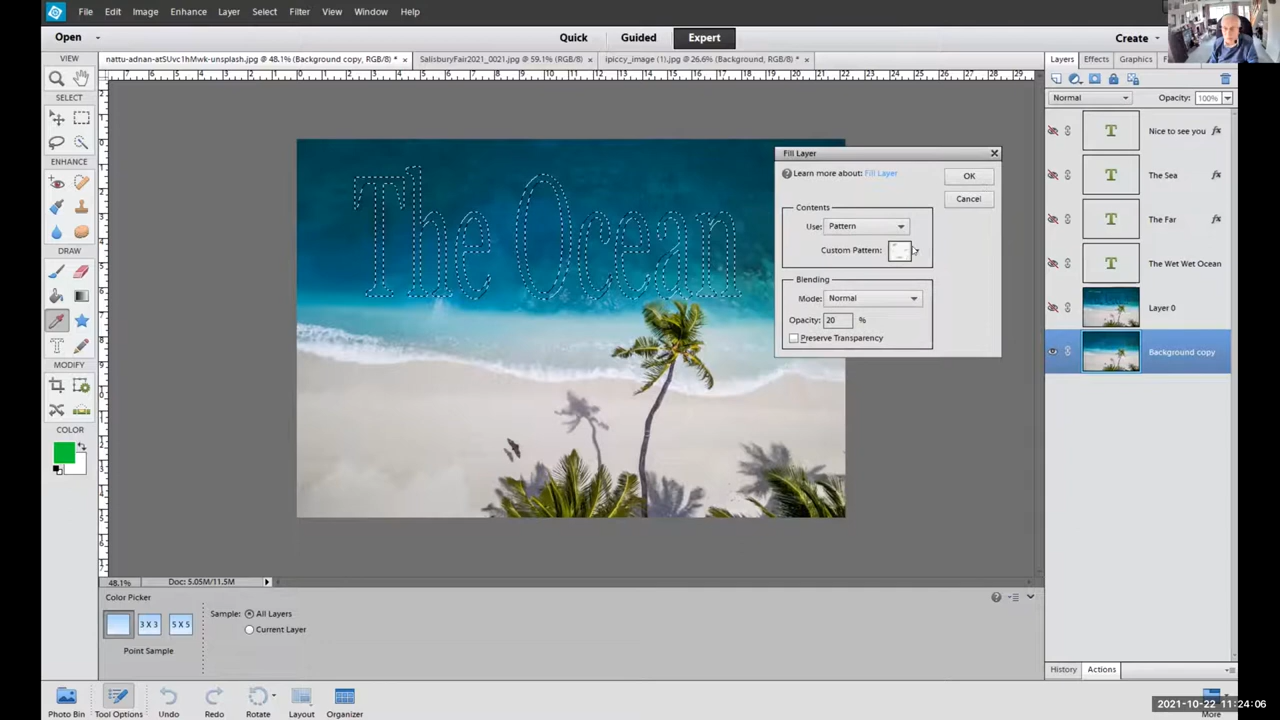 File Edit Image Enhance Layer Select Filter View Window Help
Open Quick Guided Expert Create
VIEW
nattu-adnan-atSUvc1hMwk-unsplash.jpg @ 48.1% (Background copy, RGB/8) * ×
SalisburyFair2021_0021.jpg @ 59.1% (RGB/8) ×
ipiccy_image (1).jpg @ 26.6% (Background, RGB/8) * ×
Layers Effects Graphics
SELECT
Normal Opacity: 100%
ENHANCE
DRAW
MODIFY
COLOR
The Ocean
Fill Layer
Learn more about: Fill Layer
OK
Cancel
Contents
Use: Pattern
Custom Pattern:
Blending
Mode: Normal
Opacity: 20 %
Preserve Transparency
Nice to see you fx
The Sea fx
The Far fx
The Wet Wet Ocean
Layer 0
Background copy
48.1% Doc: 5.05M/11.5M
Color Picker
3 X 3 5 X 5
Point Sample
Sample: All Layers
Current Layer
History Actions
Photo Bin Tool Options Undo Redo Rotate Layout Organizer More
2021-10-22 11:24:06